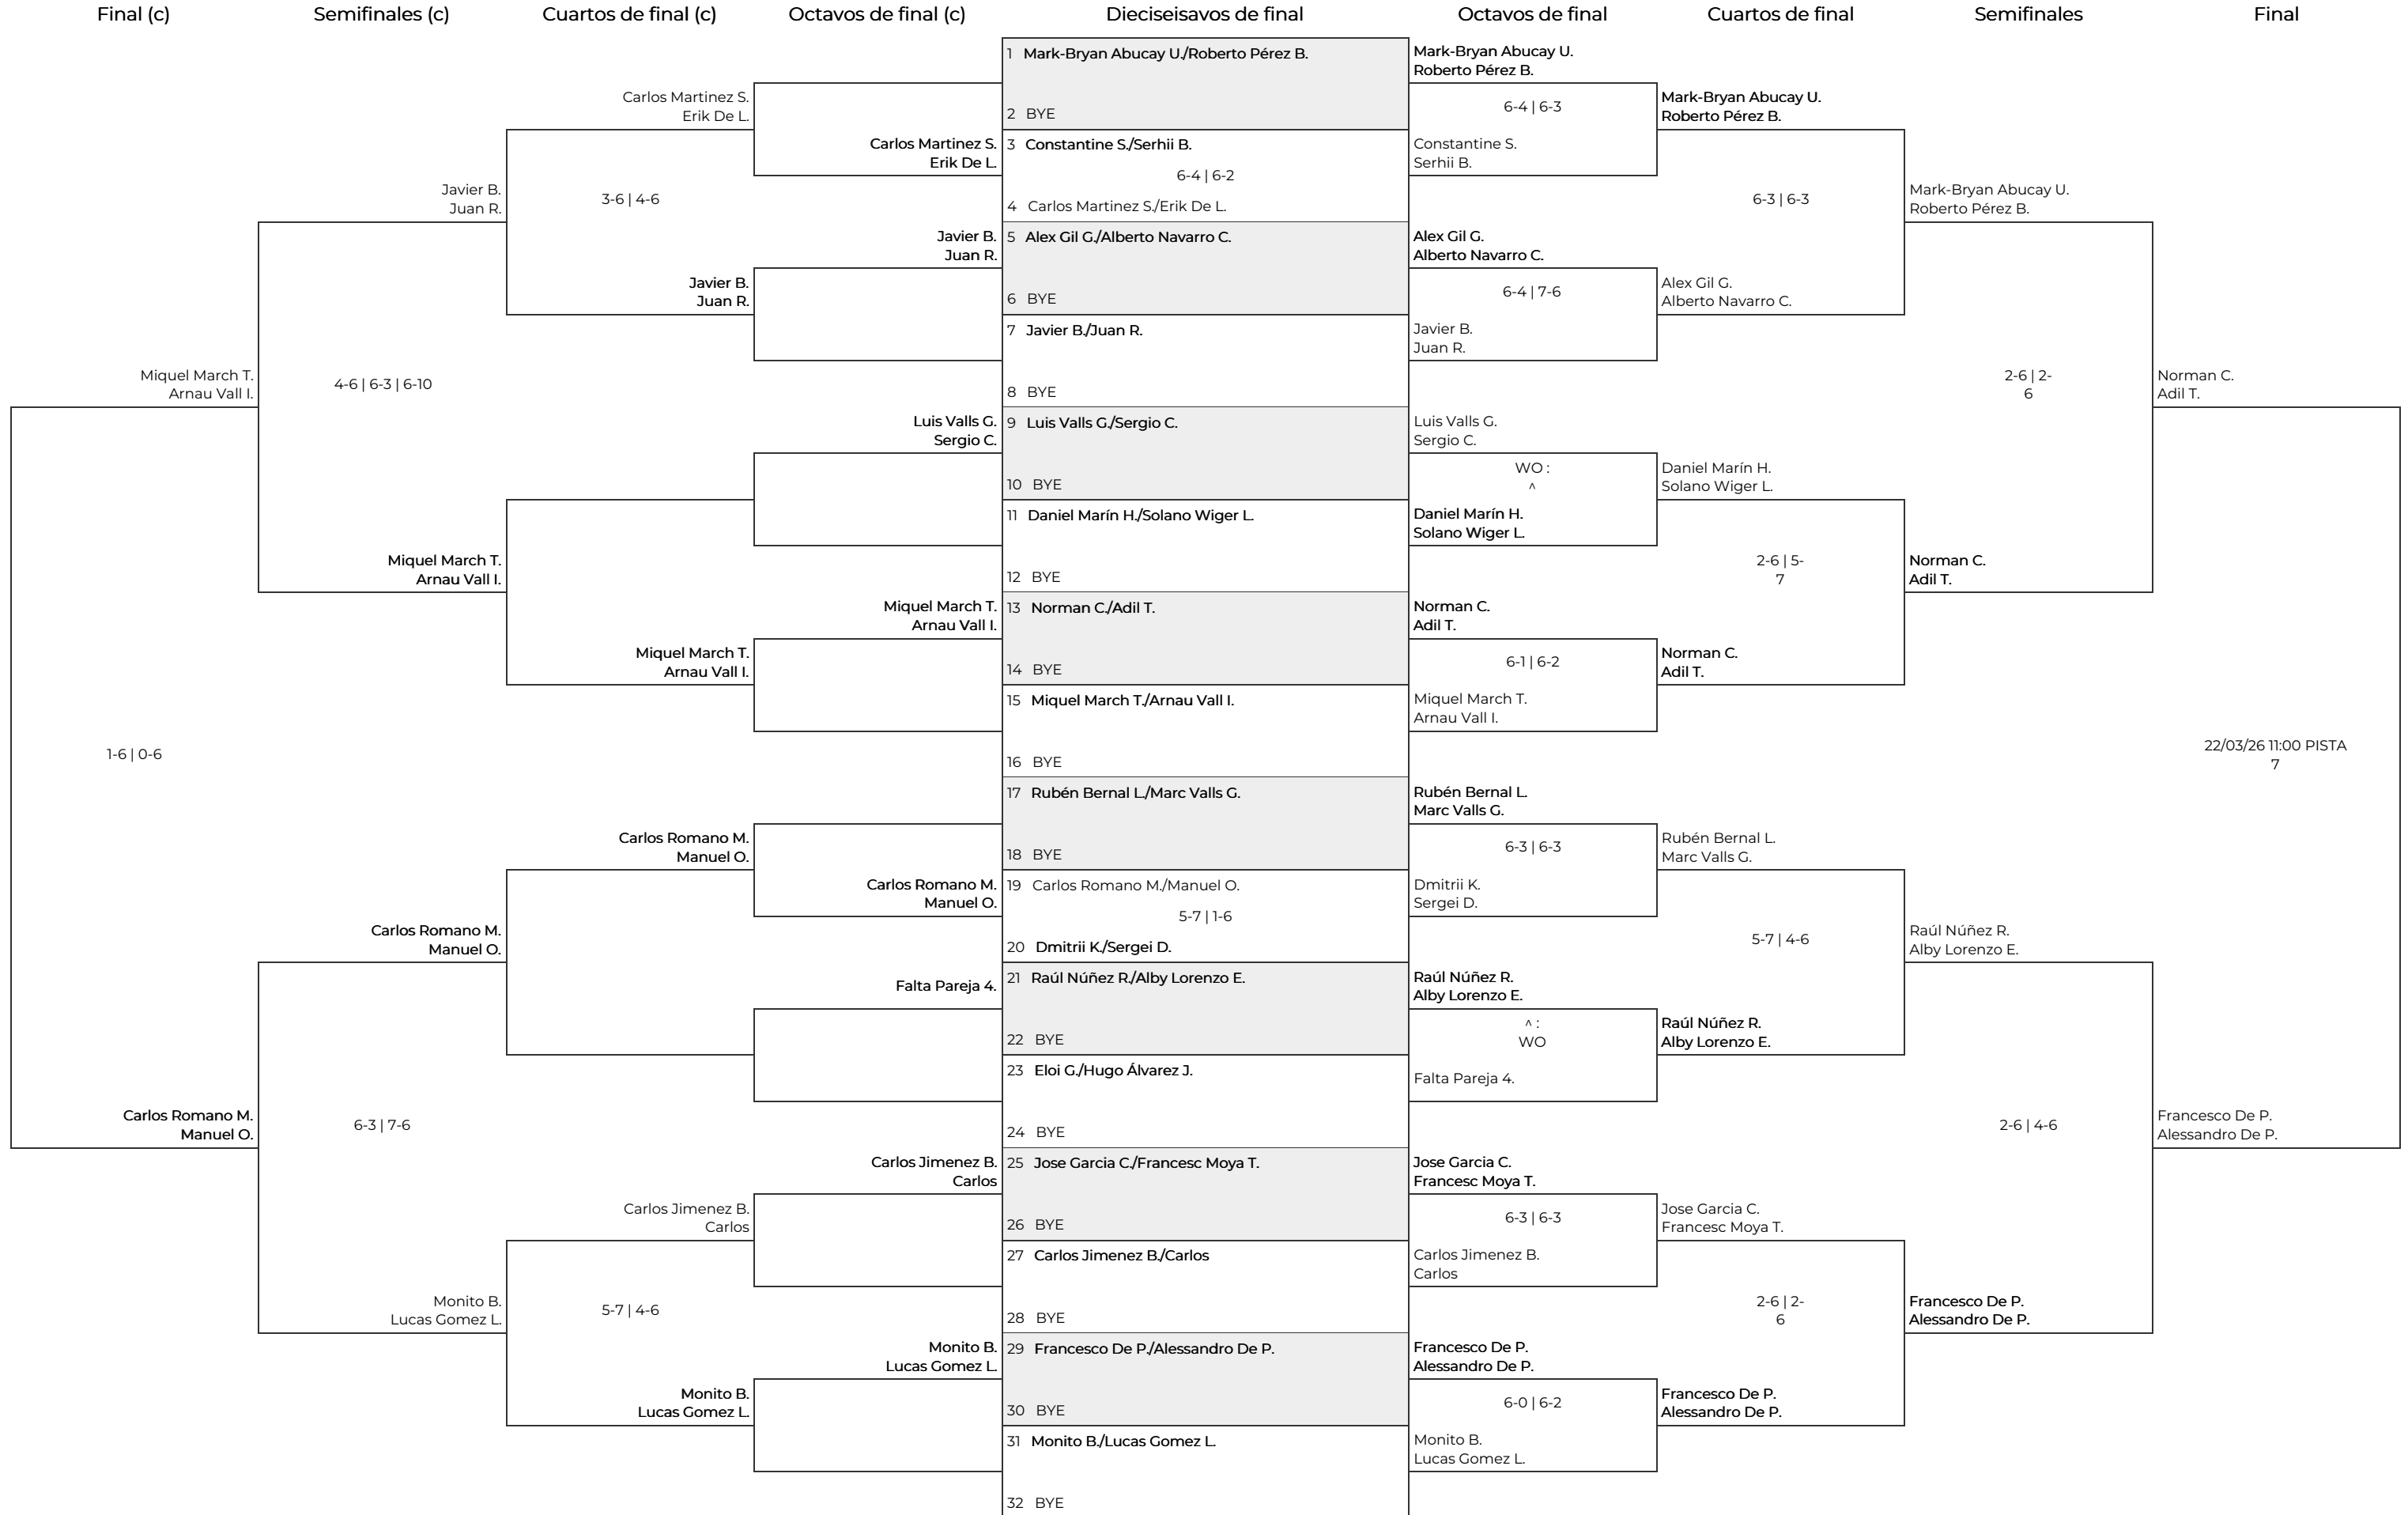 Final (c)
Semifinales (c)
Cuartos de final (c)
Octavos de final (c)
Dieciseisavos de final
Octavos de final
Cuartos de final
Semifinales
Final
Miquel March T.
Arnau Vall I.
1-6 | 0-6
Carlos Romano M.
Manuel O.
Javier B.
Juan R.
4-6 | 6-3 | 6-10
Miquel March T.
Arnau Vall I.
Carlos Romano M.
Manuel O.
6-3 | 7-6
Monito B.
Lucas Gomez L.
Carlos Martinez S.
Erik De L.
3-6 | 4-6
Javier B.
Juan R.
Miquel March T.
Arnau Vall I.
Carlos Romano M.
Manuel O.
Carlos Jimenez B.
Carlos
5-7 | 4-6
Monito B.
Lucas Gomez L.
Carlos Martinez S.
Erik De L.
Javier B.
Juan R.
Luis Valls G.
Sergio C.
Miquel March T.
Arnau Vall I.
Carlos Romano M.
Manuel O.
Falta Pareja 4.
Carlos Jimenez B.
Carlos
Monito B.
Lucas Gomez L.
1 Mark-Bryan Abucay U./Roberto Pérez B.
2 BYE
3 Constantine S./Serhii B.
6-4 | 6-2
4 Carlos Martinez S./Erik De L.
5 Alex Gil G./Alberto Navarro C.
6 BYE
7 Javier B./Juan R.
8 BYE
9 Luis Valls G./Sergio C.
10 BYE
11 Daniel Marín H./Solano Wiger L.
12 BYE
13 Norman C./Adil T.
14 BYE
15 Miquel March T./Arnau Vall I.
16 BYE
17 Rubén Bernal L./Marc Valls G.
18 BYE
19 Carlos Romano M./Manuel O.
5-7 | 1-6
20 Dmitrii K./Sergei D.
21 Raúl Núñez R./Alby Lorenzo E.
22 BYE
23 Eloi G./Hugo Álvarez J.
24 BYE
25 Jose Garcia C./Francesc Moya T.
26 BYE
27 Carlos Jimenez B./Carlos
28 BYE
29 Francesco De P./Alessandro De P.
30 BYE
31 Monito B./Lucas Gomez L.
32 BYE
Mark-Bryan Abucay U.
Roberto Pérez B.
6-4 | 6-3
Constantine S.
Serhii B.
Alex Gil G.
Alberto Navarro C.
6-4 | 7-6
Javier B.
Juan R.
Luis Valls G.
Sergio C.
WO :
^
Daniel Marín H.
Solano Wiger L.
Norman C.
Adil T.
6-1 | 6-2
Miquel March T.
Arnau Vall I.
Rubén Bernal L.
Marc Valls G.
6-3 | 6-3
Dmitrii K.
Sergei D.
Raúl Núñez R.
Alby Lorenzo E.
^ :
WO
Falta Pareja 4.
Jose Garcia C.
Francesc Moya T.
6-3 | 6-3
Carlos Jimenez B.
Carlos
Francesco De P.
Alessandro De P.
6-0 | 6-2
Monito B.
Lucas Gomez L.
Mark-Bryan Abucay U.
Roberto Pérez B.
6-3 | 6-3
Alex Gil G.
Alberto Navarro C.
Daniel Marín H.
Solano Wiger L.
2-6 | 5-
7
Norman C.
Adil T.
Rubén Bernal L.
Marc Valls G.
5-7 | 4-6
Raúl Núñez R.
Alby Lorenzo E.
Jose Garcia C.
Francesc Moya T.
2-6 | 2-
6
Francesco De P.
Alessandro De P.
Mark-Bryan Abucay U.
Roberto Pérez B.
2-6 | 2-
6
Norman C.
Adil T.
Raúl Núñez R.
Alby Lorenzo E.
2-6 | 4-6
Francesco De P.
Alessandro De P.
Norman C.
Adil T.
22/03/26 11:00 PISTA
7
Francesco De P.
Alessandro De P.